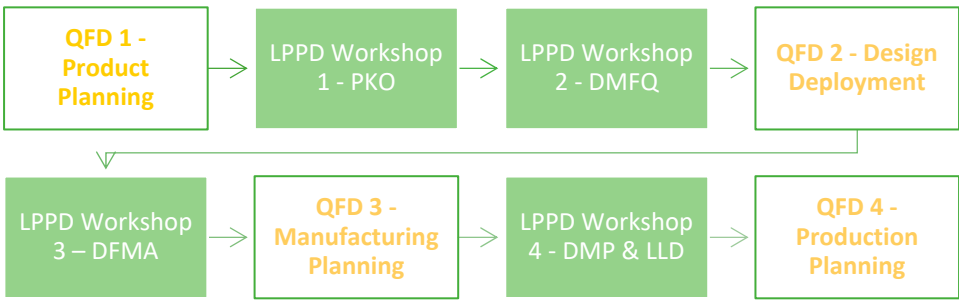 QFD 1 -
Product
Planning
LPPD Workshop
1 - PKO
LPPD Workshop
2 - DMFQ
QFD 2 - Design
Deployment
LPPD Workshop
3 – DFMA
QFD 3 -
Manufacturing
Planning
LPPD Workshop
4 - DMP & LLD
QFD 4 -
Production
Planning